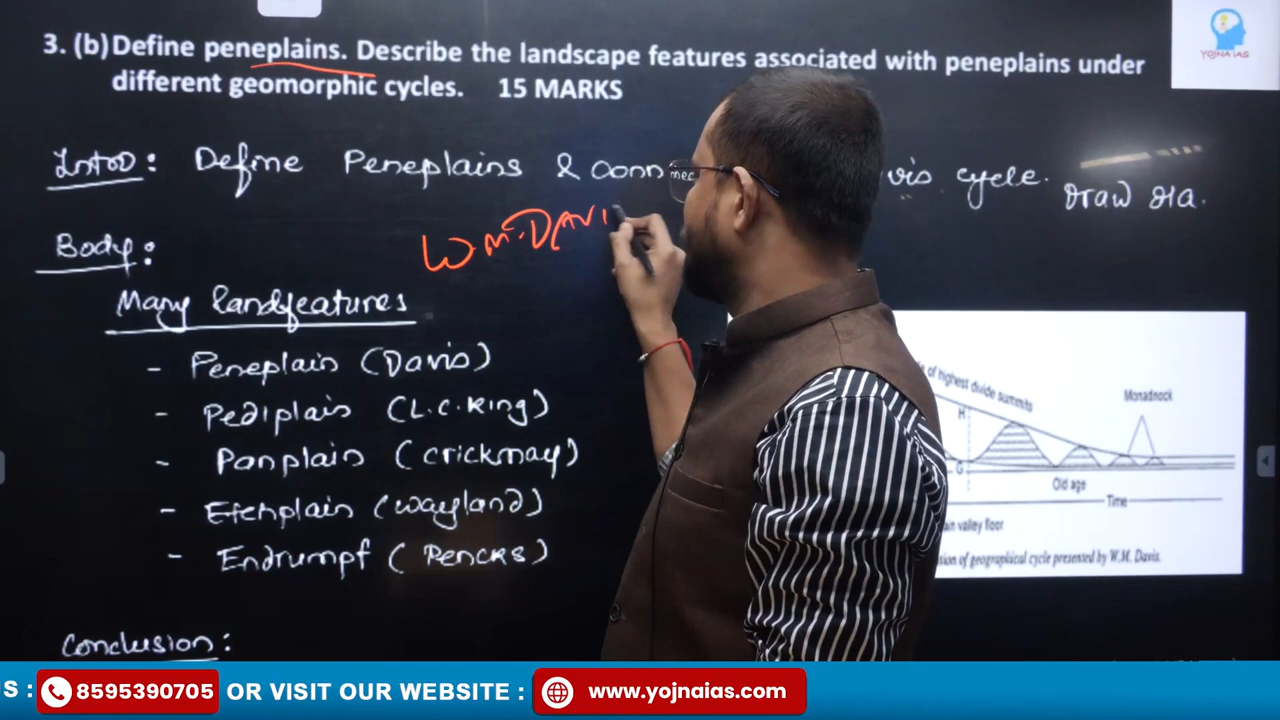 3. (b) Define peneplains. Describe the landscape features associated with peneplains under
different geomorphic cycles. 15 MARKS
YOJNA IAS
Intro: Define Peneplains & conn vis cycle. Draw dia.
W.M.DAVI
Body:
Many landfeatures
- Peneplain (Davis)
- Pediplain (L.C.King)
- Panplain (Crickmay)
- Etchplain (Wayland)
- Endrumpf (Pencks)
of highest divide summits
Monadnock
H
G
Old age
Time
ain valley floor
sion of geographical cycle presented by W.M. Davis.
Conclusion:
S : 8595390705 OR VISIT OUR WEBSITE : www.yojnaias.com